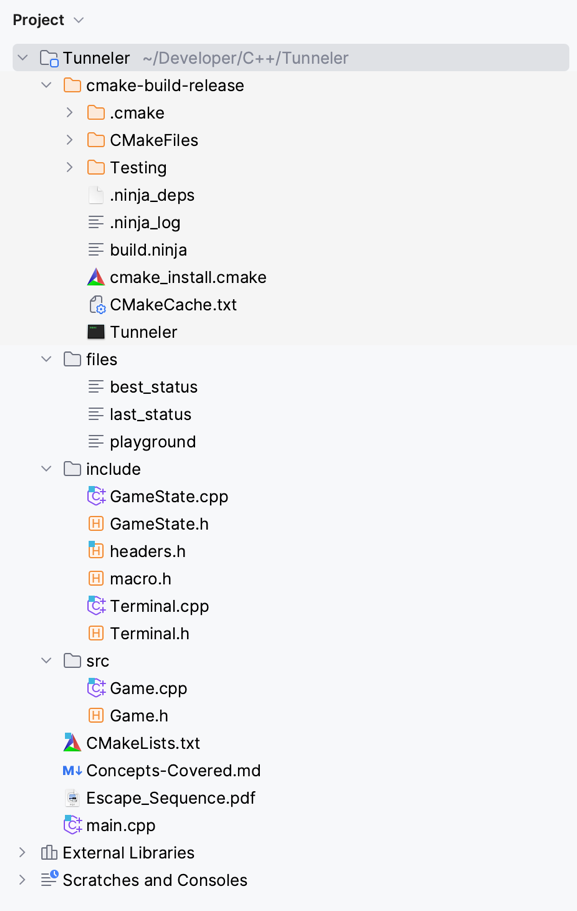 Project
Tunneler ~/Developer/C++/Tunneler
cmake-build-release
.cmake
CMakeFiles
Testing
.ninja_deps
.ninja_log
build.ninja
cmake_install.cmake
CMakeCache.txt
Tunneler
files
best_status
last_status
playground
include
GameState.cpp
GameState.h
headers.h
macro.h
Terminal.cpp
Terminal.h
src
Game.cpp
Game.h
CMakeLists.txt
Concepts-Covered.md
Escape_Sequence.pdf
main.cpp
External Libraries
Scratches and Consoles